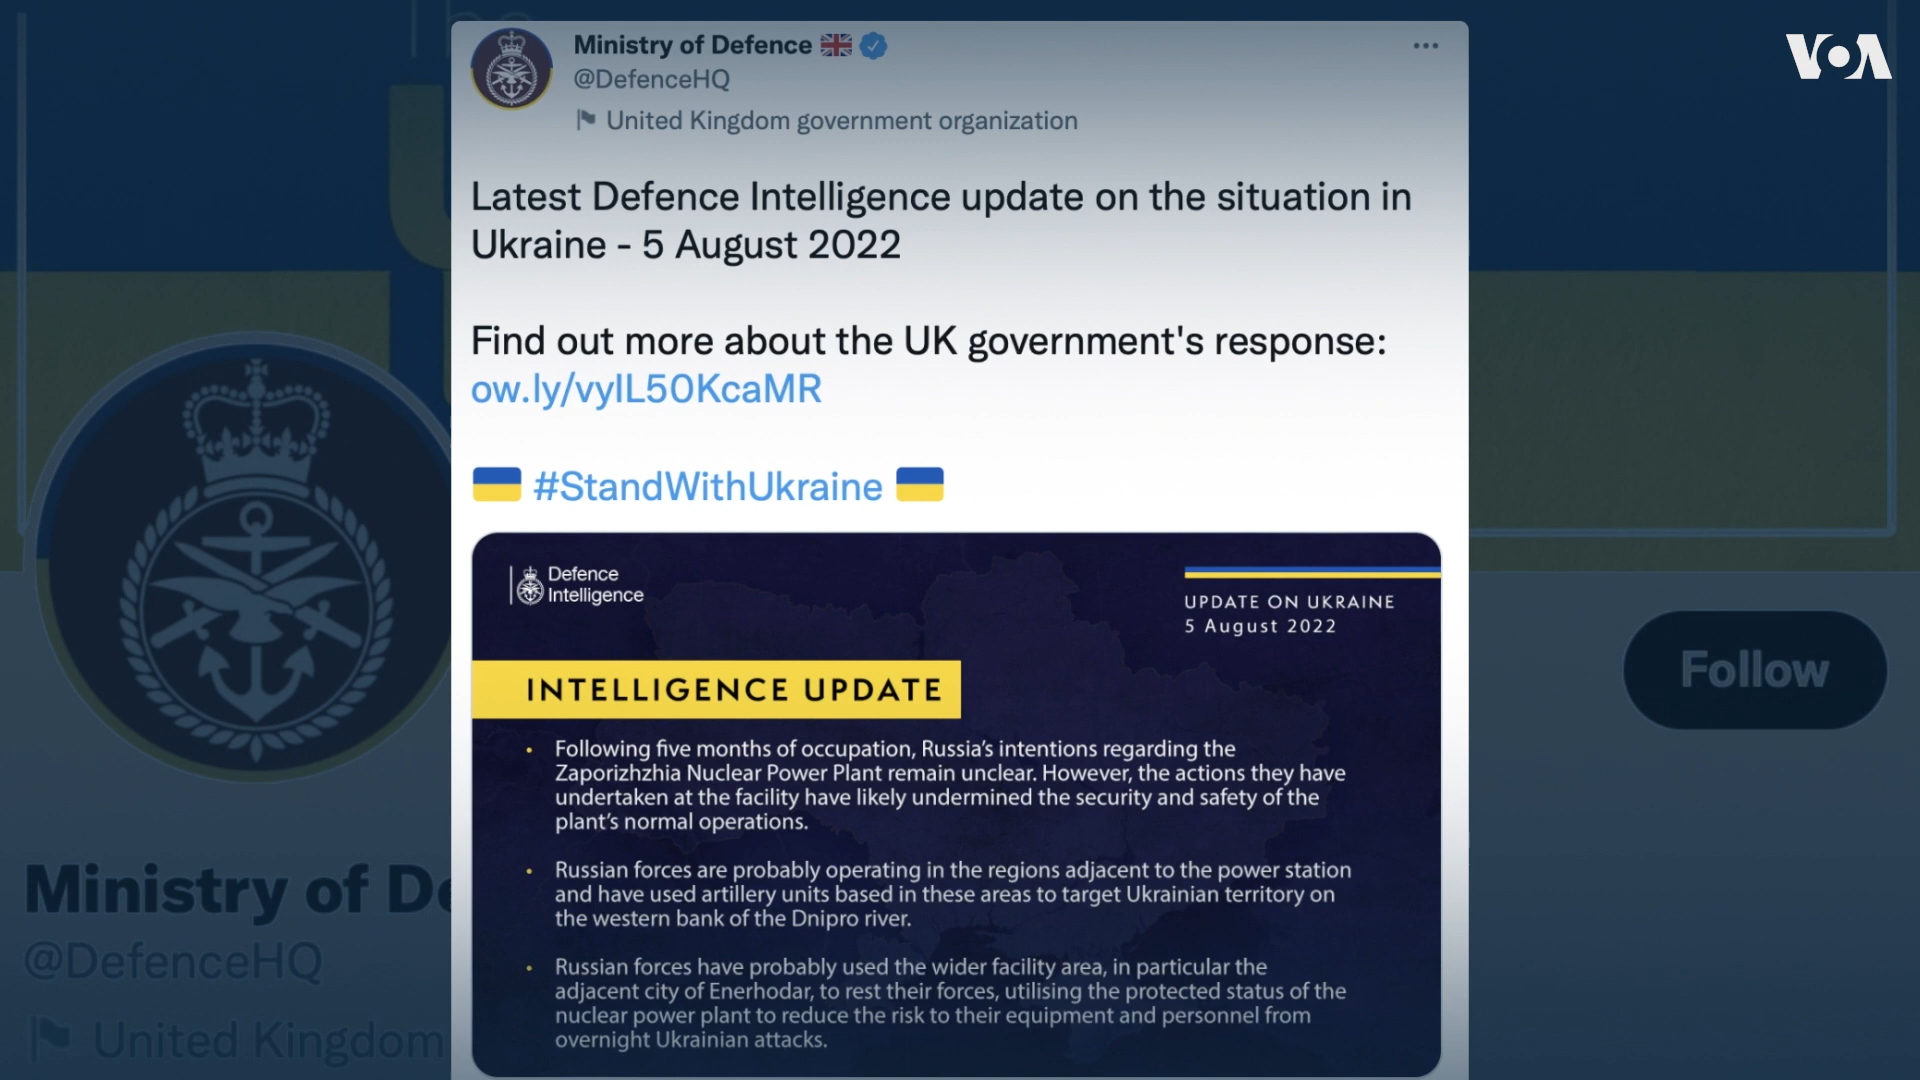 The
VOA
Ministry of Defence
@DefenceHQ
United Kingdom government organization
Latest Defence Intelligence update on the situation in
Ukraine - 5 August 2022
Find out more about the UK government's response:
ow.ly/vyIL50KcaMR
#StandWithUkraine
Defence
Intelligence
UPDATE ON UKRAINE
5 August 2022
INTELLIGENCE UPDATE
• Following five months of occupation, Russia's intentions regarding the
Zaporizhzhia Nuclear Power Plant remain unclear. However, the actions they have
undertaken at the facility have likely undermined the security and safety of the
plant's normal operations.
• Russian forces are probably operating in the regions adjacent to the power station
and have used artillery units based in these areas to target Ukrainian territory on
the western bank of the Dnipro river.
• Russian forces have probably used the wider facility area, in particular the
adjacent city of Enerhodar, to rest their forces, utilising the protected status of the
nuclear power plant to reduce the risk to their equipment and personnel from
overnight Ukrainian attacks.
Follow
Ministry of De
@DefenceHQ
United Kingdom